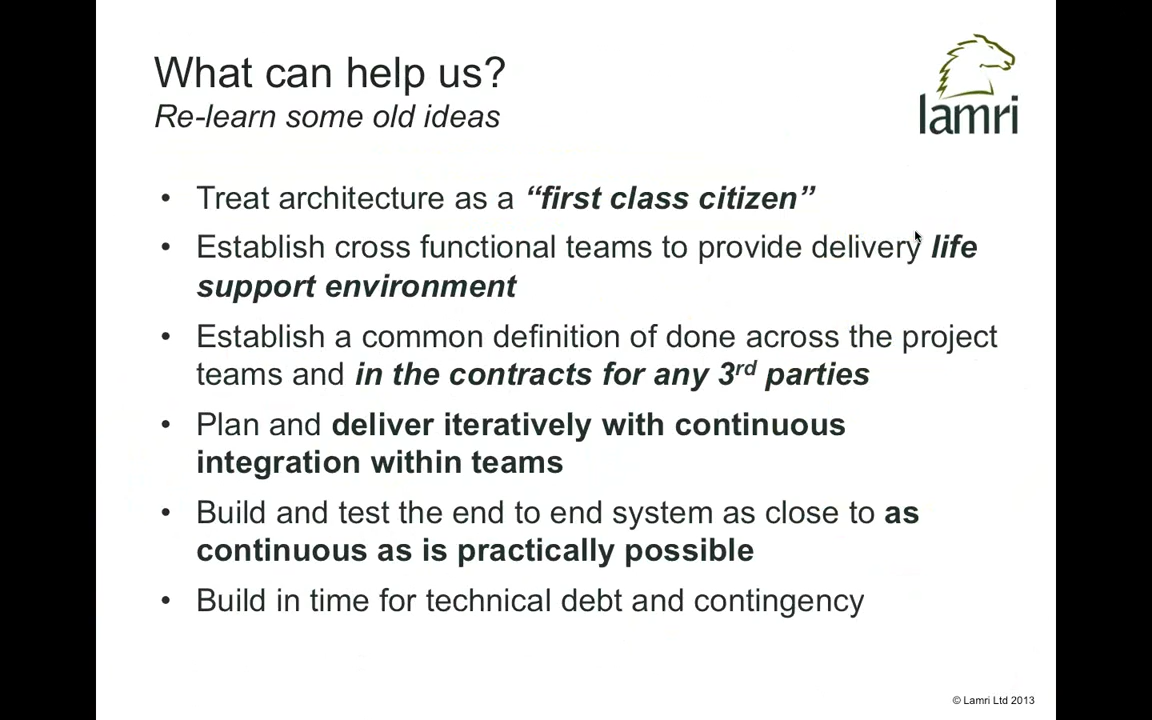 What can help us?
Re-learn some old ideas
lamri
• Treat architecture as a “first class citizen”
• Establish cross functional teams to provide delivery life
support environment
• Establish a common definition of done across the project
teams and in the contracts for any 3rd parties
• Plan and deliver iteratively with continuous
integration within teams
• Build and test the end to end system as close to as
continuous as is practically possible
• Build in time for technical debt and contingency
© Lamri Ltd 2013